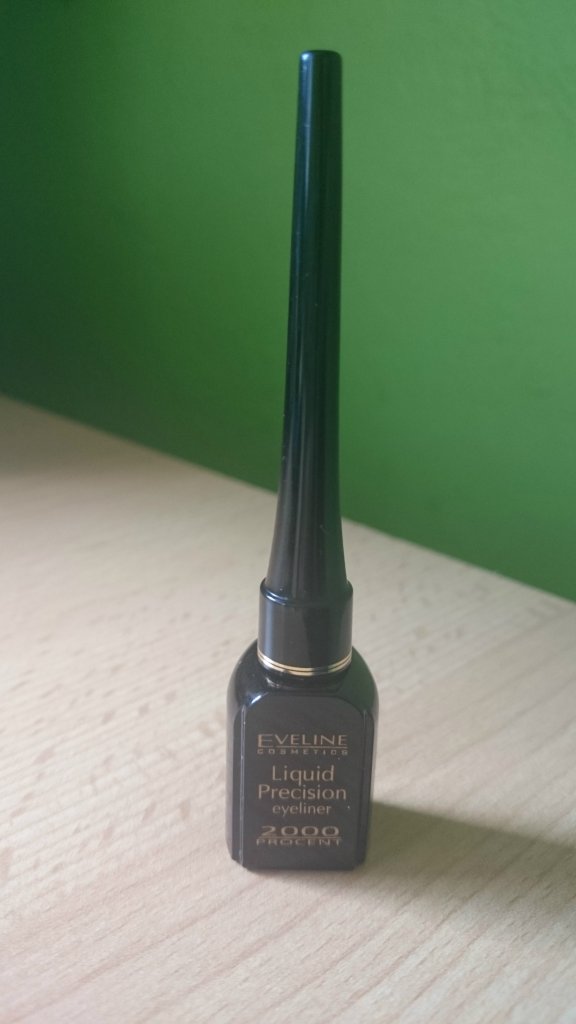 EVELINE
COSMETICS
Liquid
Precision
eyeliner
2000
PROCENT